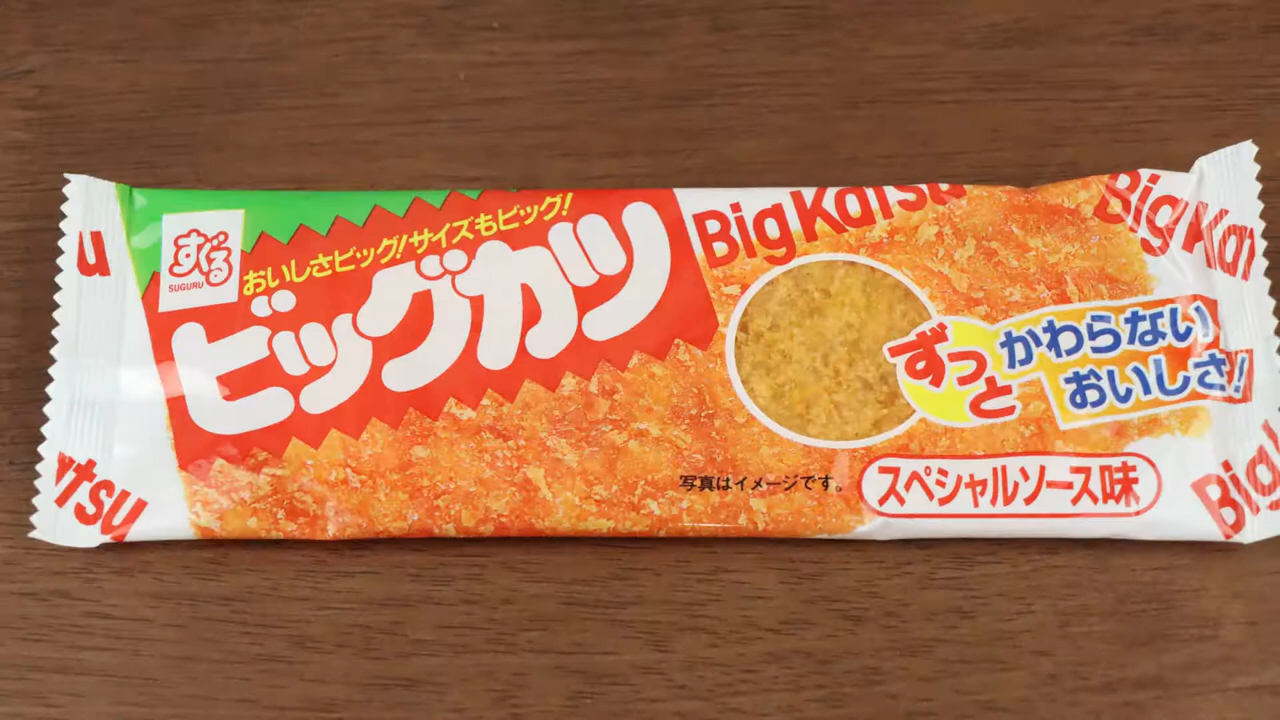 すぐる
SUGURU
おいしさビッグ!サイズもビッグ!
ビッグカツ
Big Katsu
Big Kat
ずっと
かわらない
おいしさ!
写真はイメージです。
スペシャルソース味
u
atsu
Big